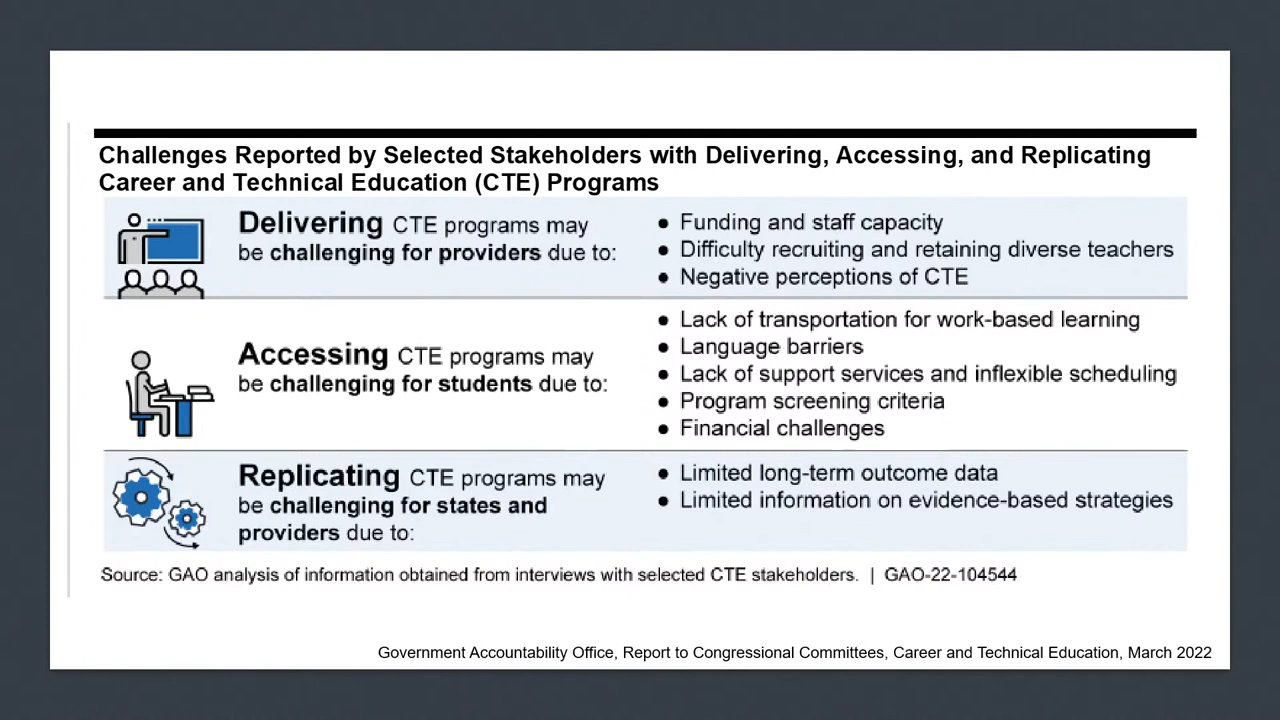 Challenges Reported by Selected Stakeholders with Delivering, Accessing, and Replicating
Career and Technical Education (CTE) Programs
Delivering CTE programs may
be challenging for providers due to:
● Funding and staff capacity
● Difficulty recruiting and retaining diverse teachers
● Negative perceptions of CTE
Accessing CTE programs may
be challenging for students due to:
● Lack of transportation for work-based learning
● Language barriers
● Lack of support services and inflexible scheduling
● Program screening criteria
● Financial challenges
Replicating CTE programs may
be challenging for states and
providers due to:
● Limited long-term outcome data
● Limited information on evidence-based strategies
Source: GAO analysis of information obtained from interviews with selected CTE stakeholders. | GAO-22-104544
Government Accountability Office, Report to Congressional Committees, Career and Technical Education, March 2022